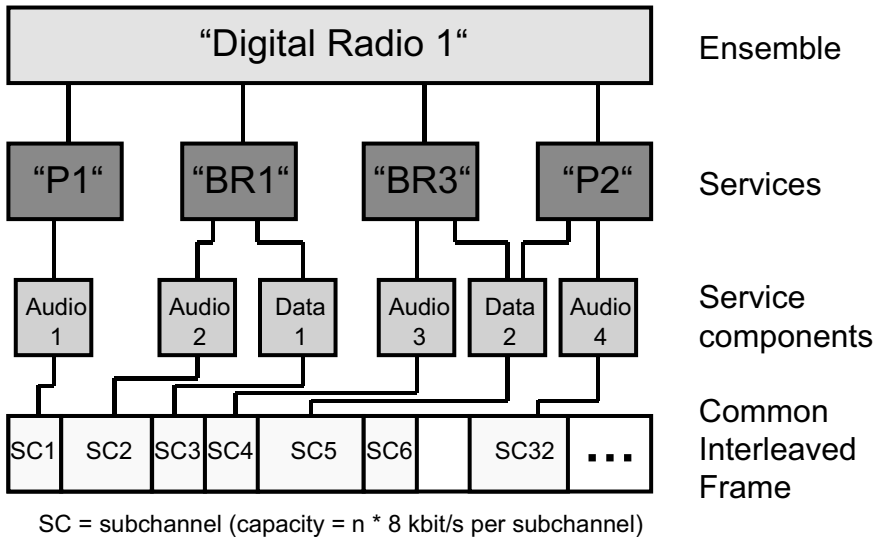 “Digital Radio 1“
Ensemble
“P1“
“BR1“
“BR3“
“P2“
Services
Audio
1
Audio
2
Data
1
Audio
3
Data
2
Audio
4
Service
components
SC1
SC2
SC3
SC4
SC5
SC6
SC32
...
Common
Interleaved
Frame
SC = subchannel (capacity = n * 8 kbit/s per subchannel)